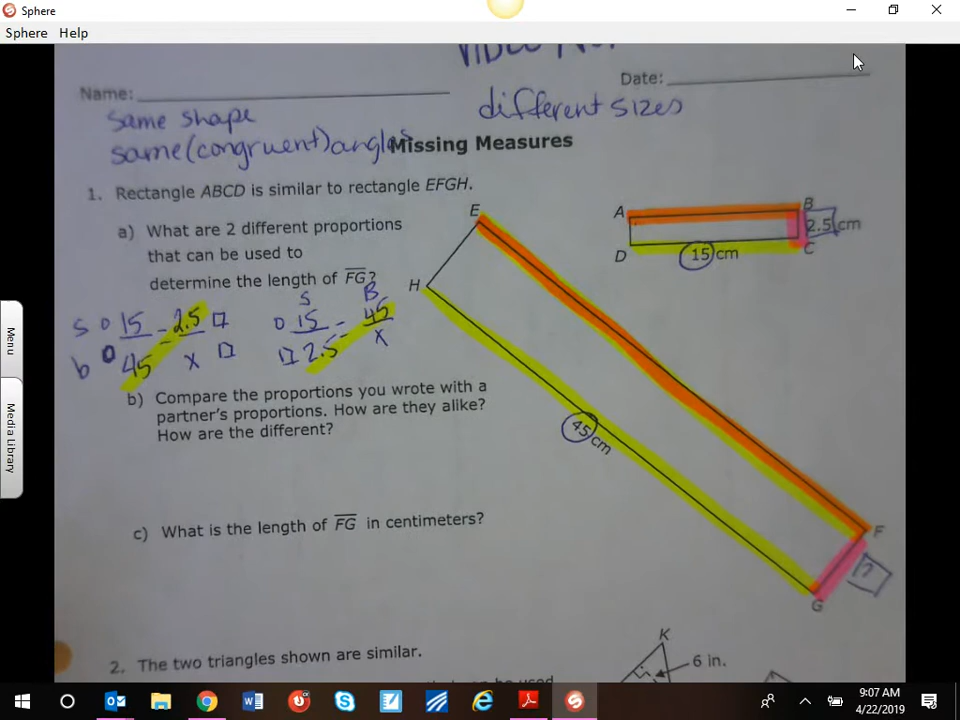 Sphere
Sphere Help
Name:
Date:
same shape
different sizes
same (congruent) angles
Missing Measures
1. Rectangle ABCD is similar to rectangle EFGH.
a) What are 2 different proportions
that can be used to
determine the length of FG?
S 15 = 2.5
b 45 x
S B
15 = 45
2.5 x
b) Compare the proportions you wrote with a
partner's proportions. How are they alike?
How are the different?
c) What is the length of FG in centimeters?
2. The two triangles shown are similar.
A B
2.5 cm
D 15 cm C
E
H
45 cm
F
?
G
K
6 in.
Menu
Media Library
9:07 AM
4/22/2019